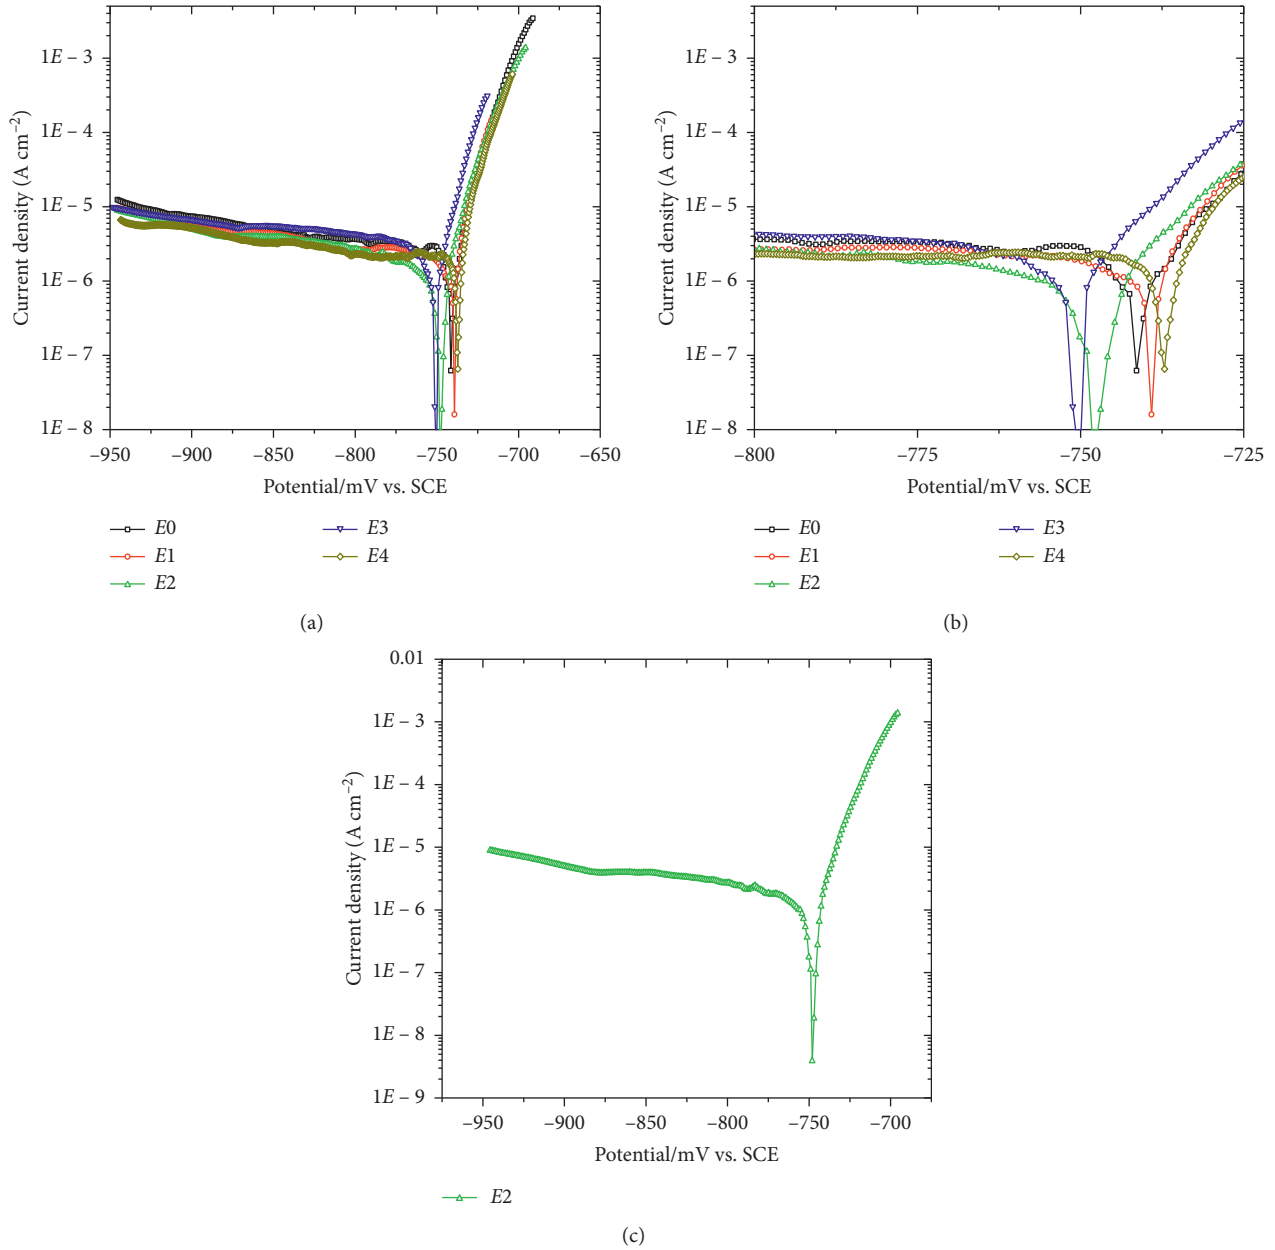 1E – 3
1E – 4
1E – 5
1E – 6
1E – 7
1E – 8
Current density (A cm⁻²)
–950 –900 –850 –800 –750 –700 –650
Potential/mV vs. SCE
E0 E3
E1 E4
E2
(a)
1E – 3
1E – 4
1E – 5
1E – 6
1E – 7
1E – 8
Current density (A cm⁻²)
–800 –775 –750 –725
Potential/mV vs. SCE
E0 E3
E1 E4
E2
(b)
0.01
1E – 3
1E – 4
1E – 5
1E – 6
1E – 7
1E – 8
1E – 9
Current density (A cm⁻²)
–950 –900 –850 –800 –750 –700
Potential/mV vs. SCE
E2
(c)